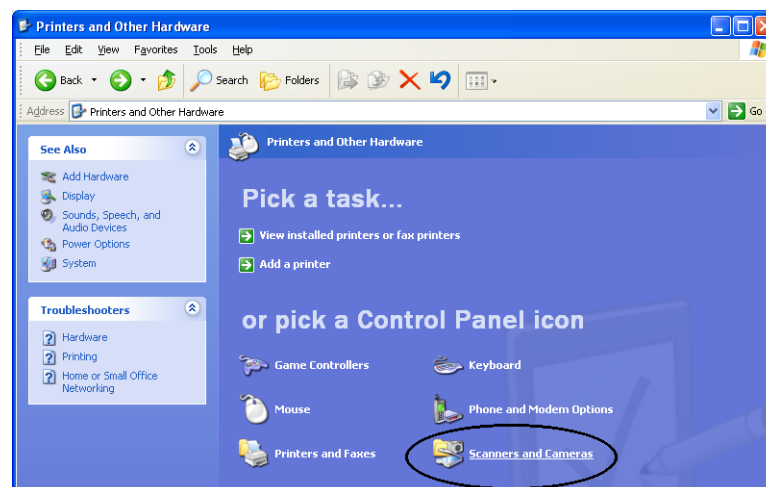 Printers and Other Hardware
File Edit View Favorites Tools Help
Back Search Folders
Address Printers and Other Hardware Go
See Also
Add Hardware
Display
Sounds, Speech, and
Audio Devices
Power Options
System
Troubleshooters
Hardware
Printing
Home or Small Office
Networking
Printers and Other Hardware
Pick a task...
View installed printers or fax printers
Add a printer
or pick a Control Panel icon
Game Controllers Keyboard
Mouse Phone and Modem Options
Printers and Faxes Scanners and Cameras